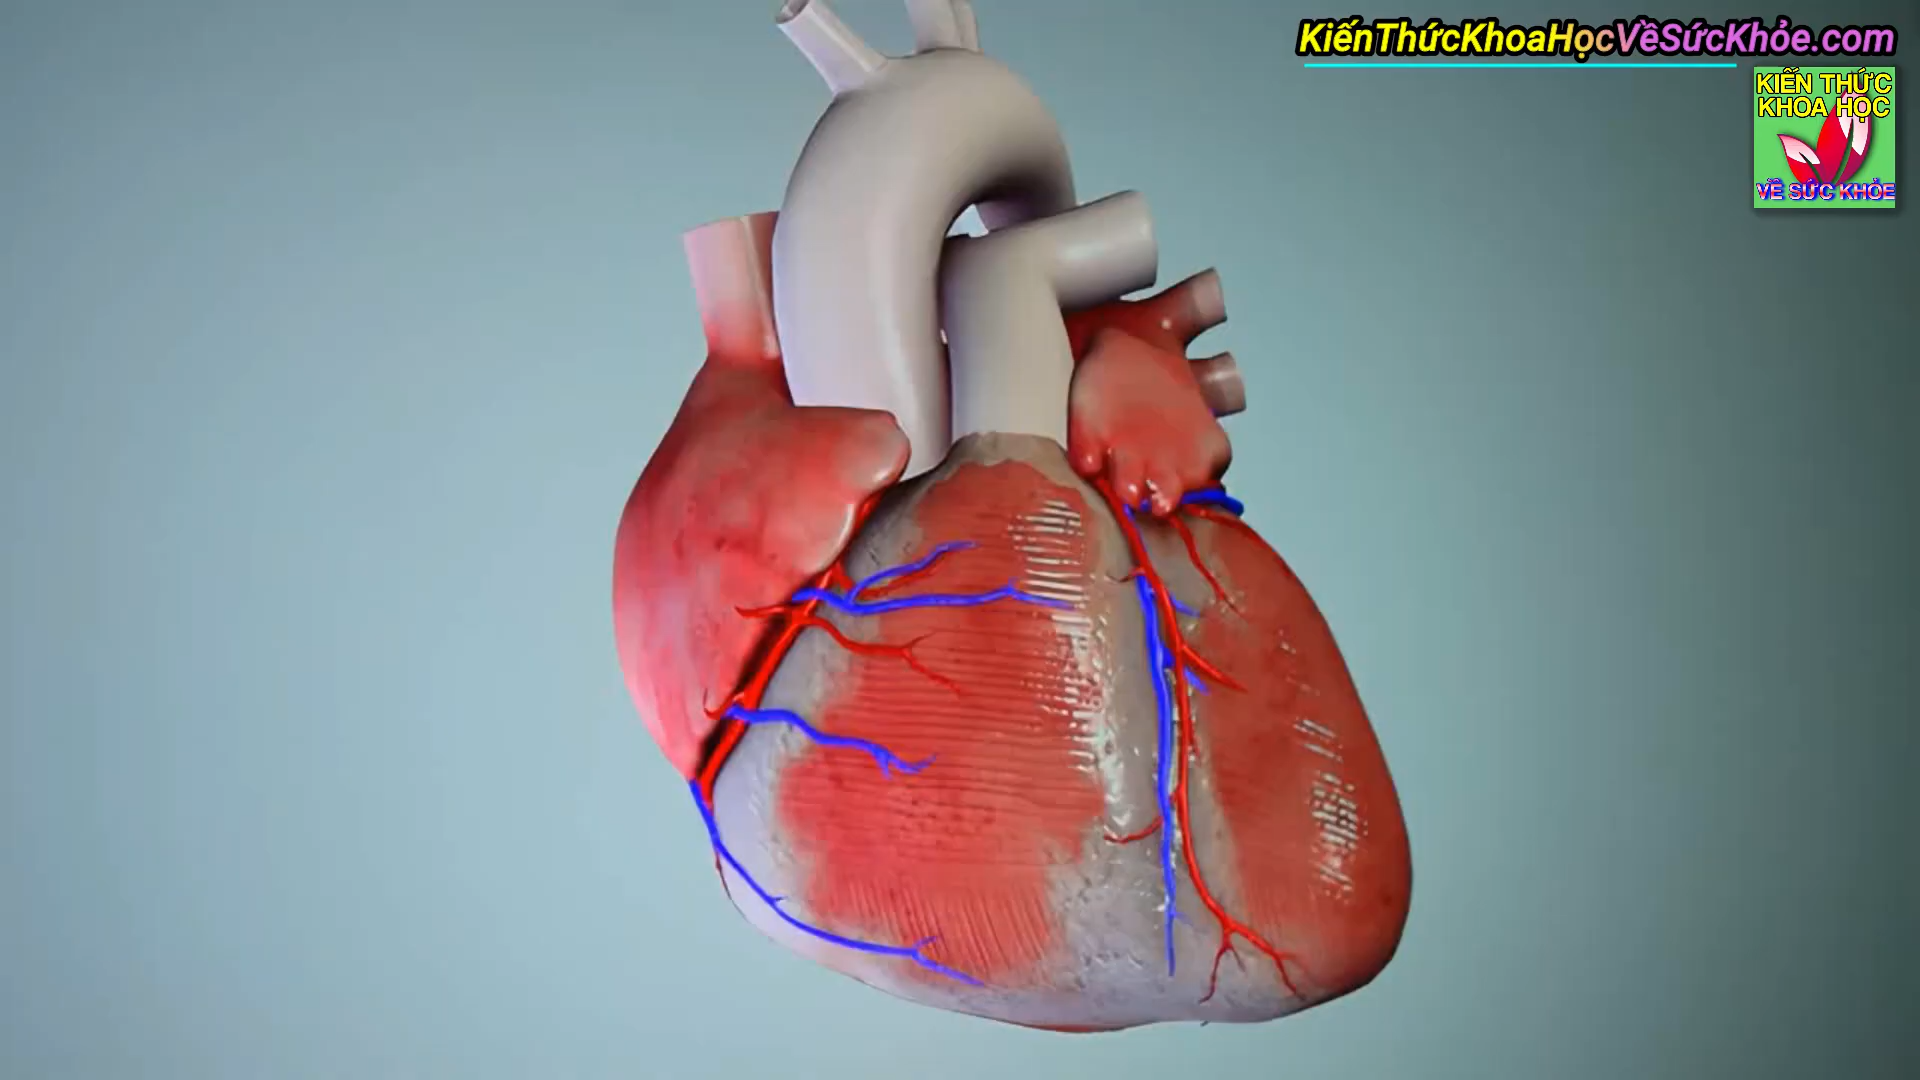 KiếnThứcKhoaHọcVềSứcKhỏe.com
KIẾN THỨC
KHOA HỌC
VỀ SỨC KHỎE